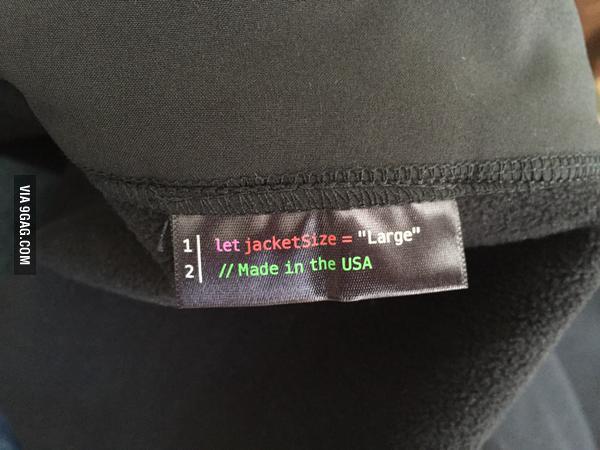 VIA 9GAG.COM
1 let jacketSize = "Large"
2 // Made in the USA